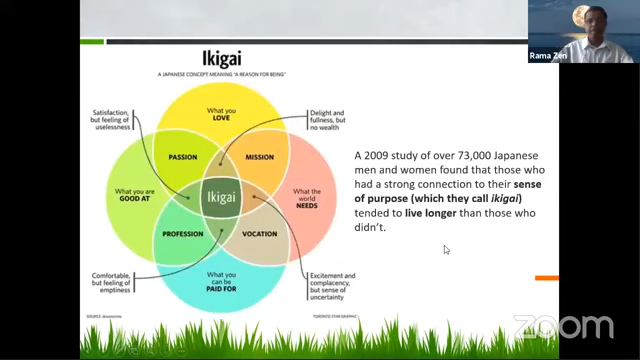 Ikigai
A JAPANESE CONCEPT MEANING "A REASON FOR BEING"
Satisfaction,
but feeling of
uselessness
What you
LOVE
Delight and
fullness, but
no wealth
PASSION
MISSION
What you are
GOOD AT
Ikigai
What the
world
NEEDS
PROFESSION
VOCATION
Comfortable,
but feeling of
emptiness
What you
can be
PAID FOR
Excitement and
complacency,
but sense of
uncertainty
TORONTO STAR GRAPHIC
A 2009 study of over 73,000 Japanese
men and women found that those who
had a strong connection to their sense
of purpose (which they call ikigai)
tended to live longer than those who
didn't.
Rama Zen
zoom